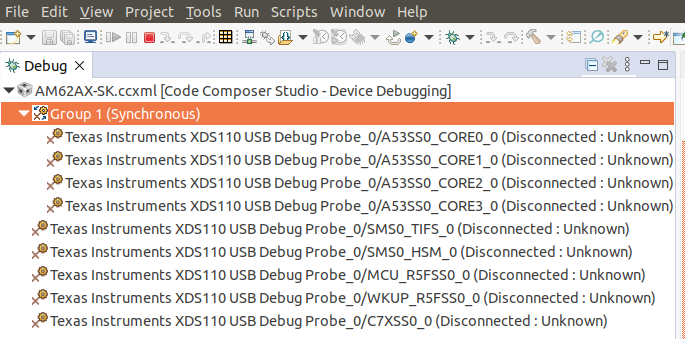 File Edit View Project Tools Run Scripts Window Help
Debug
AM62AX-SK.ccxml [Code Composer Studio - Device Debugging]
Group 1 (Synchronous)
Texas Instruments XDS110 USB Debug Probe_0/A53SS0_CORE0_0 (Disconnected : Unknown)
Texas Instruments XDS110 USB Debug Probe_0/A53SS0_CORE1_0 (Disconnected : Unknown)
Texas Instruments XDS110 USB Debug Probe_0/A53SS0_CORE2_0 (Disconnected : Unknown)
Texas Instruments XDS110 USB Debug Probe_0/A53SS0_CORE3_0 (Disconnected : Unknown)
Texas Instruments XDS110 USB Debug Probe_0/SMS0_TIFS_0 (Disconnected : Unknown)
Texas Instruments XDS110 USB Debug Probe_0/SMS0_HSM_0 (Disconnected : Unknown)
Texas Instruments XDS110 USB Debug Probe_0/MCU_R5FSS0_0 (Disconnected : Unknown)
Texas Instruments XDS110 USB Debug Probe_0/WKUP_R5FSS0_0 (Disconnected : Unknown)
Texas Instruments XDS110 USB Debug Probe_0/C7XSS0_0 (Disconnected : Unknown)